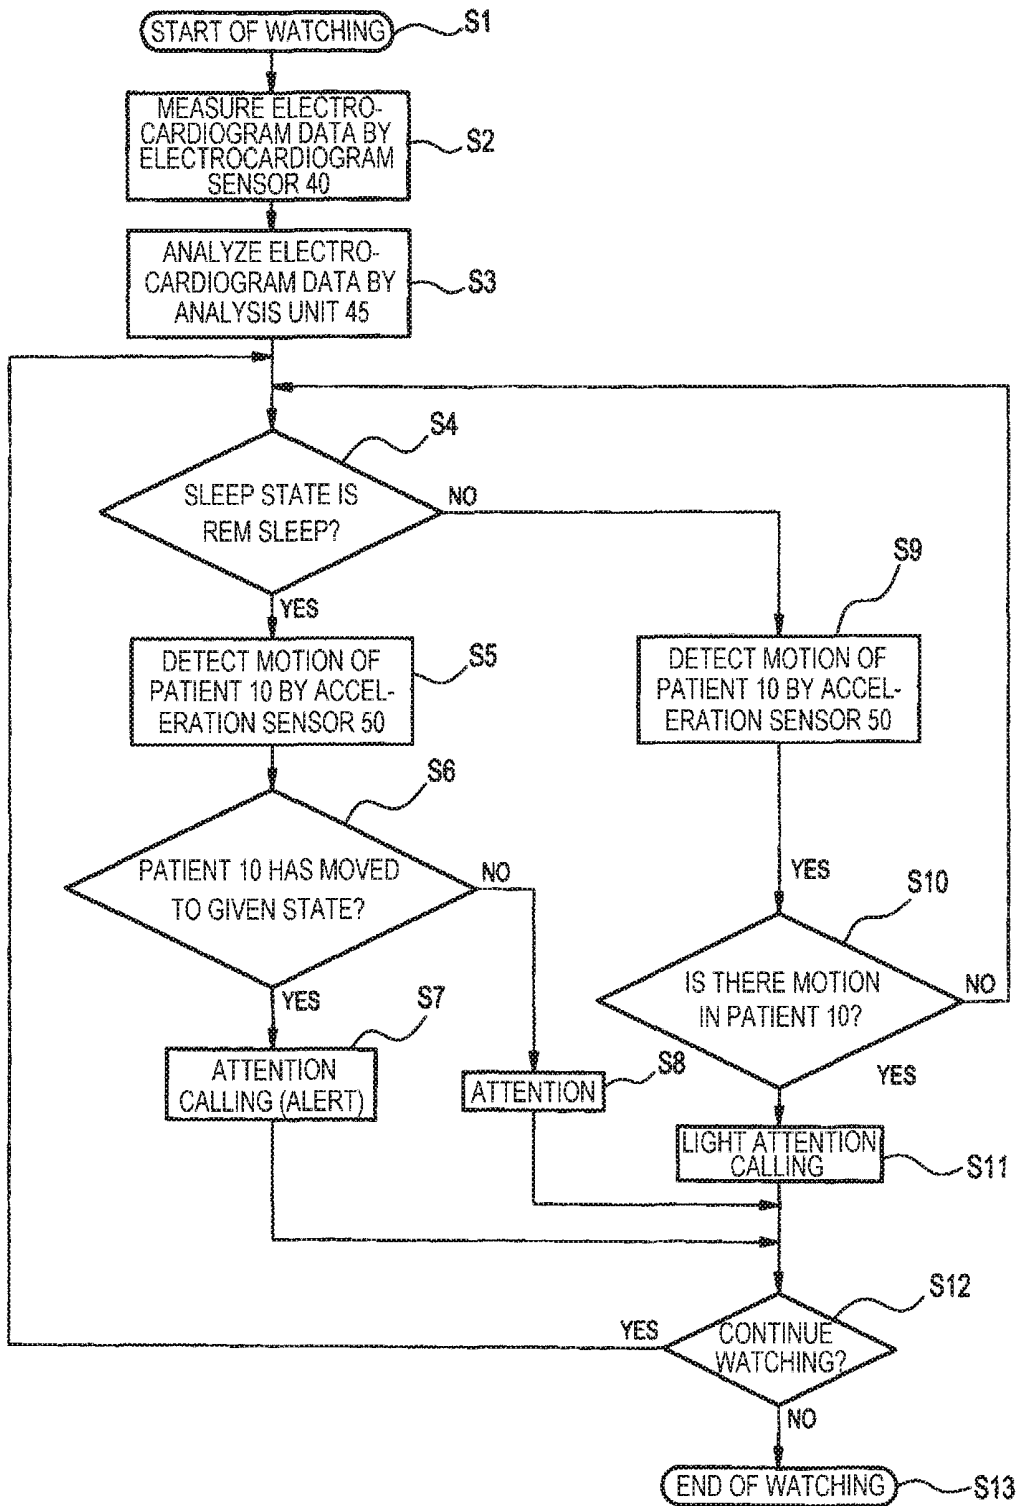 START OF WATCHING
S1
MEASURE ELECTRO-
CARDIOGRAM DATA BY
ELECTROCARDIOGRAM
SENSOR 40
S2
ANALYZE ELECTRO-
CARDIOGRAM DATA BY
ANALYSIS UNIT 45
S3
S4
SLEEP STATE IS
REM SLEEP?
NO
YES
S9
DETECT MOTION OF
PATIENT 10 BY ACCEL-
ERATION SENSOR 50
S5
DETECT MOTION OF
PATIENT 10 BY ACCEL-
ERATION SENSOR 50
S6
PATIENT 10 HAS MOVED
TO GIVEN STATE?
NO
YES
YES
S10
IS THERE MOTION
IN PATIENT 10?
NO
YES
S7
ATTENTION
CALLING (ALERT)
S8
ATTENTION
LIGHT ATTENTION
CALLING
S11
S12
CONTINUE
WATCHING?
YES
NO
END OF WATCHING
S13